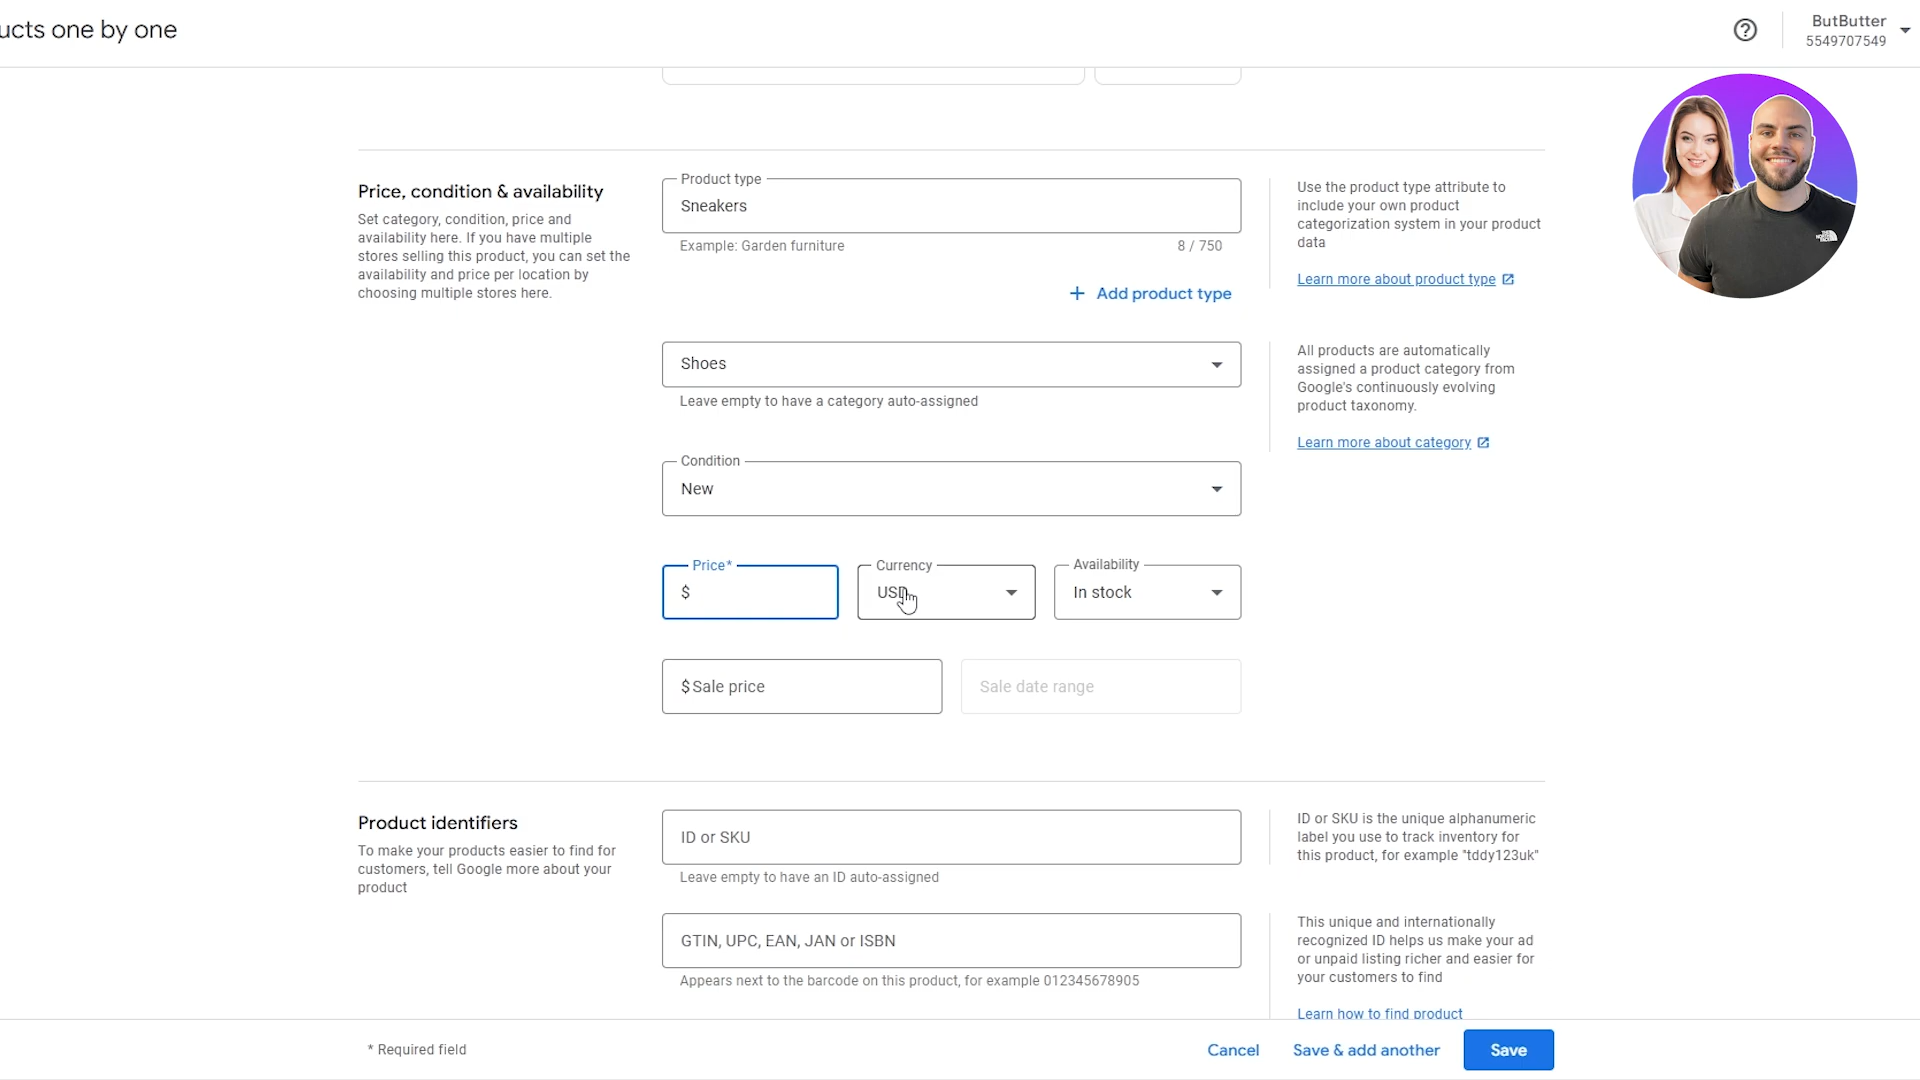 ucts one by one
ButButter
5549707549
Price, condition & availability
Set category, condition, price and
availability here. If you have multiple
stores selling this product, you can set the
availability and price per location by
choosing multiple stores here.
Product type
Sneakers
Example: Garden furniture
8 / 750
+ Add product type
Use the product type attribute to
include your own product
categorization system in your product
data
Learn more about product type
Shoes
Leave empty to have a category auto-assigned
All products are automatically
assigned a product category from
Google's continuously evolving
product taxonomy.
Learn more about category
Condition
New
Price*
$
Currency
USD
Availability
In stock
$ Sale price
Sale date range
Product identifiers
To make your products easier to find for
customers, tell Google more about your
product
ID or SKU
Leave empty to have an ID auto-assigned
ID or SKU is the unique alphanumeric
label you use to track inventory for
this product, for example "tddy123uk"
GTIN, UPC, EAN, JAN or ISBN
Appears next to the barcode on this product, for example 012345678905
This unique and internationally
recognized ID helps us make your ad
or unpaid listing richer and easier for
your customers to find
Learn how to find product
* Required field
Cancel
Save & add another
Save